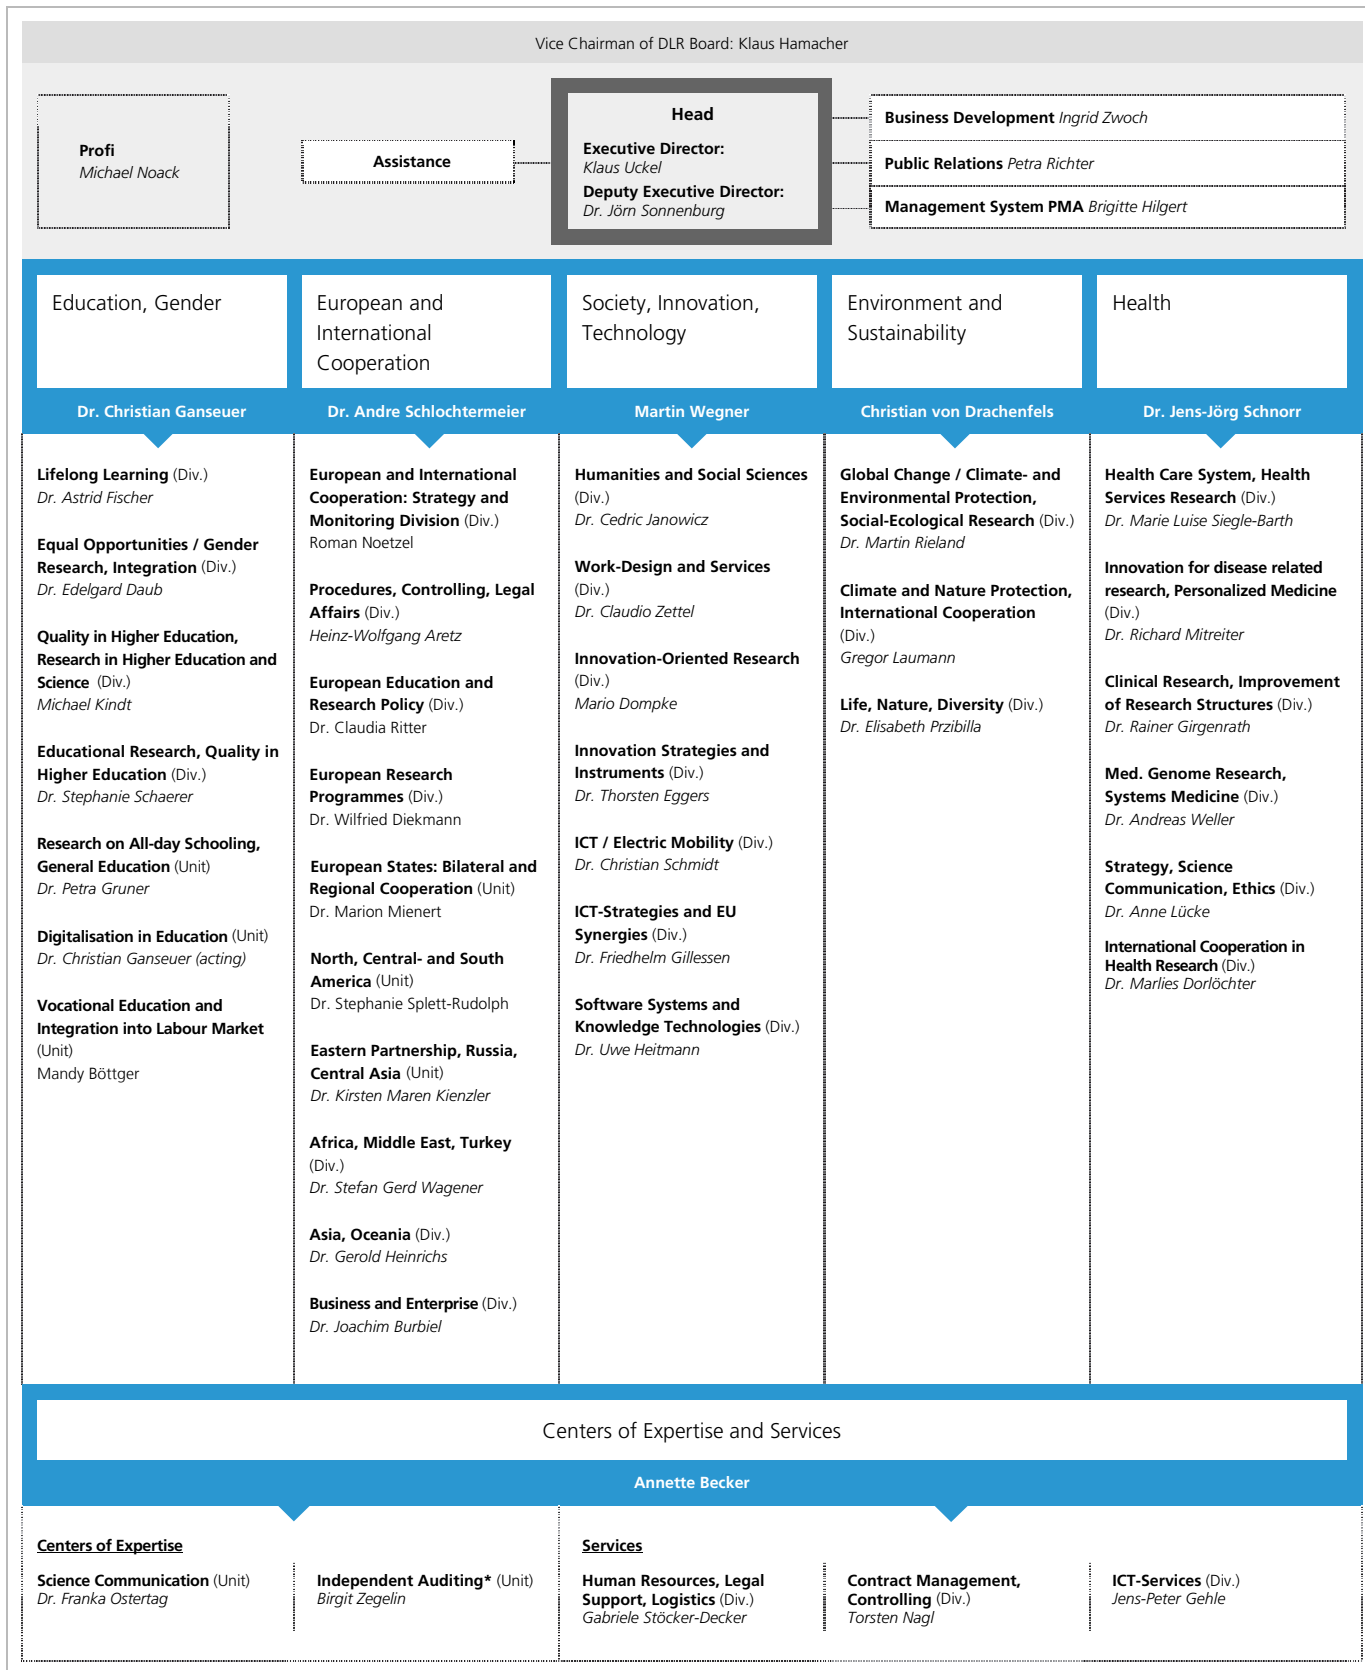 Vice Chairman of DLR Board: Klaus Hamacher
Profi
Michael Noack
Assistance
Head
Executive Director:
Klaus Uckel
Deputy Executive Director:
Dr. Jörn Sonnenburg
Business Development Ingrid Zwoch
Public Relations Petra Richter
Management System PMA Brigitte Hilgert
Education, Gender
Dr. Christian Ganseuer
Lifelong Learning (Div.)
Dr. Astrid Fischer
Equal Opportunities / Gender
Research, Integration (Div.)
Dr. Edelgard Daub
Quality in Higher Education,
Research in Higher Education and
Science (Div.)
Michael Kindt
Educational Research, Quality in
Higher Education (Div.)
Dr. Stephanie Schaerer
Research on All-day Schooling,
General Education (Unit)
Dr. Petra Gruner
Digitalisation in Education (Unit)
Dr. Christian Ganseuer (acting)
Vocational Education and
Integration into Labour Market
(Unit)
Mandy Böttger
European and
International
Cooperation
Dr. Andre Schlochtermeier
European and International
Cooperation: Strategy and
Monitoring Division (Div.)
Roman Noetzel
Procedures, Controlling, Legal
Affairs (Div.)
Heinz-Wolfgang Aretz
European Education and
Research Policy (Div.)
Dr. Claudia Ritter
European Research
Programmes (Div.)
Dr. Wilfried Diekmann
European States: Bilateral and
Regional Cooperation (Unit)
Dr. Marion Mienert
North, Central- and South
America (Unit)
Dr. Stephanie Splett-Rudolph
Eastern Partnership, Russia,
Central Asia (Unit)
Dr. Kirsten Maren Kienzler
Africa, Middle East, Turkey
(Div.)
Dr. Stefan Gerd Wagener
Asia, Oceania (Div.)
Dr. Gerold Heinrichs
Business and Enterprise (Div.)
Dr. Joachim Burbiel
Society, Innovation,
Technology
Martin Wegner
Humanities and Social Sciences
(Div.)
Dr. Cedric Janowicz
Work-Design and Services
(Div.)
Dr. Claudio Zettel
Innovation-Oriented Research
(Div.)
Mario Dompke
Innovation Strategies and
Instruments (Div.)
Dr. Thorsten Eggers
ICT / Electric Mobility (Div.)
Dr. Christian Schmidt
ICT-Strategies and EU
Synergies (Div.)
Dr. Friedhelm Gillessen
Software Systems and
Knowledge Technologies (Div.)
Dr. Uwe Heitmann
Environment and
Sustainability
Christian von Drachenfels
Global Change / Climate- and
Environmental Protection,
Social-Ecological Research (Div.)
Dr. Martin Rieland
Climate and Nature Protection,
International Cooperation
(Div.)
Gregor Laumann
Life, Nature, Diversity (Div.)
Dr. Elisabeth Przibilla
Health
Dr. Jens-Jörg Schnorr
Health Care System, Health
Services Research (Div.)
Dr. Marie Luise Siegle-Barth
Innovation for disease related
research, Personalized Medicine
(Div.)
Dr. Richard Mitreiter
Clinical Research, Improvement
of Research Structures (Div.)
Dr. Rainer Girgenrath
Med. Genome Research,
Systems Medicine (Div.)
Dr. Andreas Weller
Strategy, Science
Communication, Ethics (Div.)
Dr. Anne Lücke
International Cooperation in
Health Research (Div.)
Dr. Marlies Dorlöchter
Centers of Expertise and Services
Annette Becker
Centers of Expertise
Science Communication (Unit)
Dr. Franka Ostertag
Independent Auditing* (Unit)
Birgit Zegelin
Services
Human Resources, Legal
Support, Logistics (Div.)
Gabriele Stöcker-Decker
Contract Management,
Controlling (Div.)
Torsten Nagl
ICT-Services (Div.)
Jens-Peter Gehle